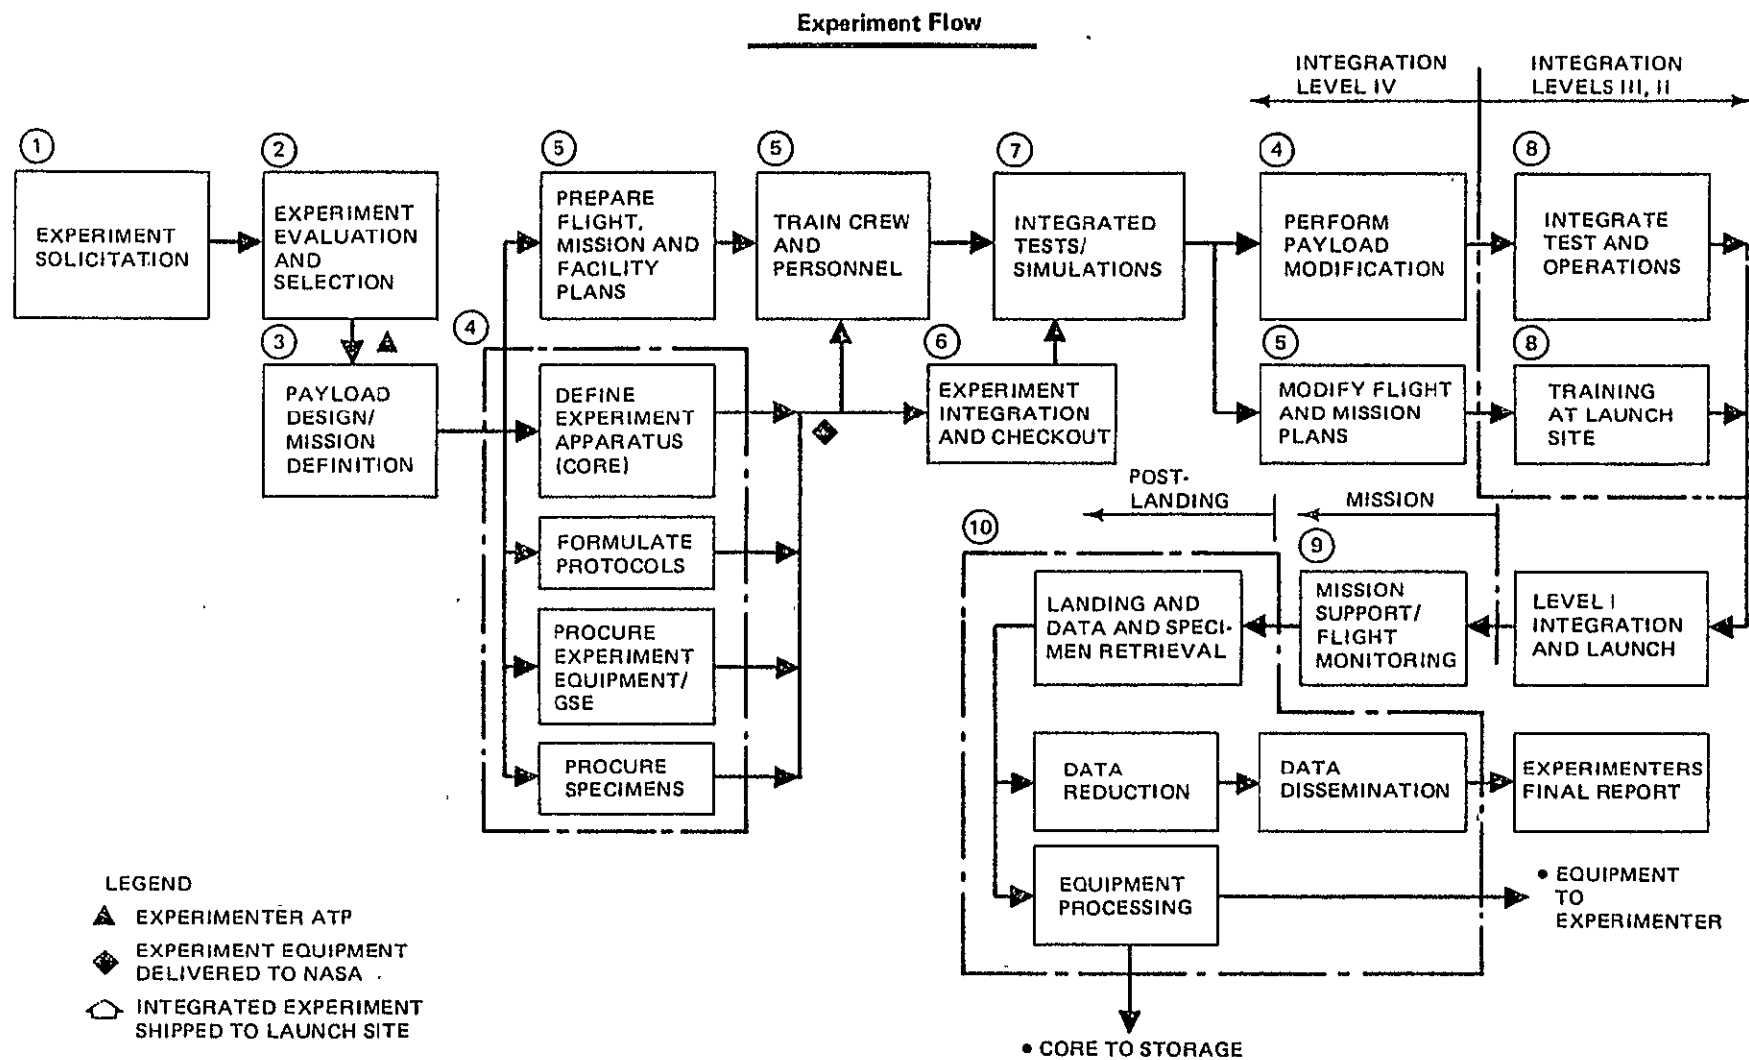 Experiment Flow
INTEGRATION
LEVEL IV
INTEGRATION
LEVELS III, II
1
EXPERIMENT
SOLICITATION
2
EXPERIMENT
EVALUATION
AND
SELECTION
5
PREPARE
FLIGHT,
MISSION AND
FACILITY
PLANS
5
TRAIN CREW
AND
PERSONNEL
7
INTEGRATED
TESTS/
SIMULATIONS
4
PERFORM
PAYLOAD
MODIFICATION
8
INTEGRATE
TEST AND
OPERATIONS
3
PAYLOAD
DESIGN/
MISSION
DEFINITION
4
DEFINE
EXPERIMENT
APPARATUS
(CORE)
6
EXPERIMENT
INTEGRATION
AND CHECKOUT
5
MODIFY FLIGHT
AND MISSION
PLANS
8
TRAINING
AT LAUNCH
SITE
FORMULATE
PROTOCOLS
PROCURE
EXPERIMENT
EQUIPMENT/
GSE
PROCURE
SPECIMENS
POST-
LANDING
MISSION
10
LANDING AND
DATA AND SPECI-
MEN RETRIEVAL
9
MISSION
SUPPORT/
FLIGHT
MONITORING
LEVEL I
INTEGRATION
AND LAUNCH
DATA
REDUCTION
DATA
DISSEMINATION
EXPERIMENTERS
FINAL REPORT
EQUIPMENT
PROCESSING
• EQUIPMENT
TO
EXPERIMENTER
• CORE TO STORAGE
LEGEND
EXPERIMENTER ATP
EXPERIMENT EQUIPMENT
DELIVERED TO NASA
INTEGRATED EXPERIMENT
SHIPPED TO LAUNCH SITE